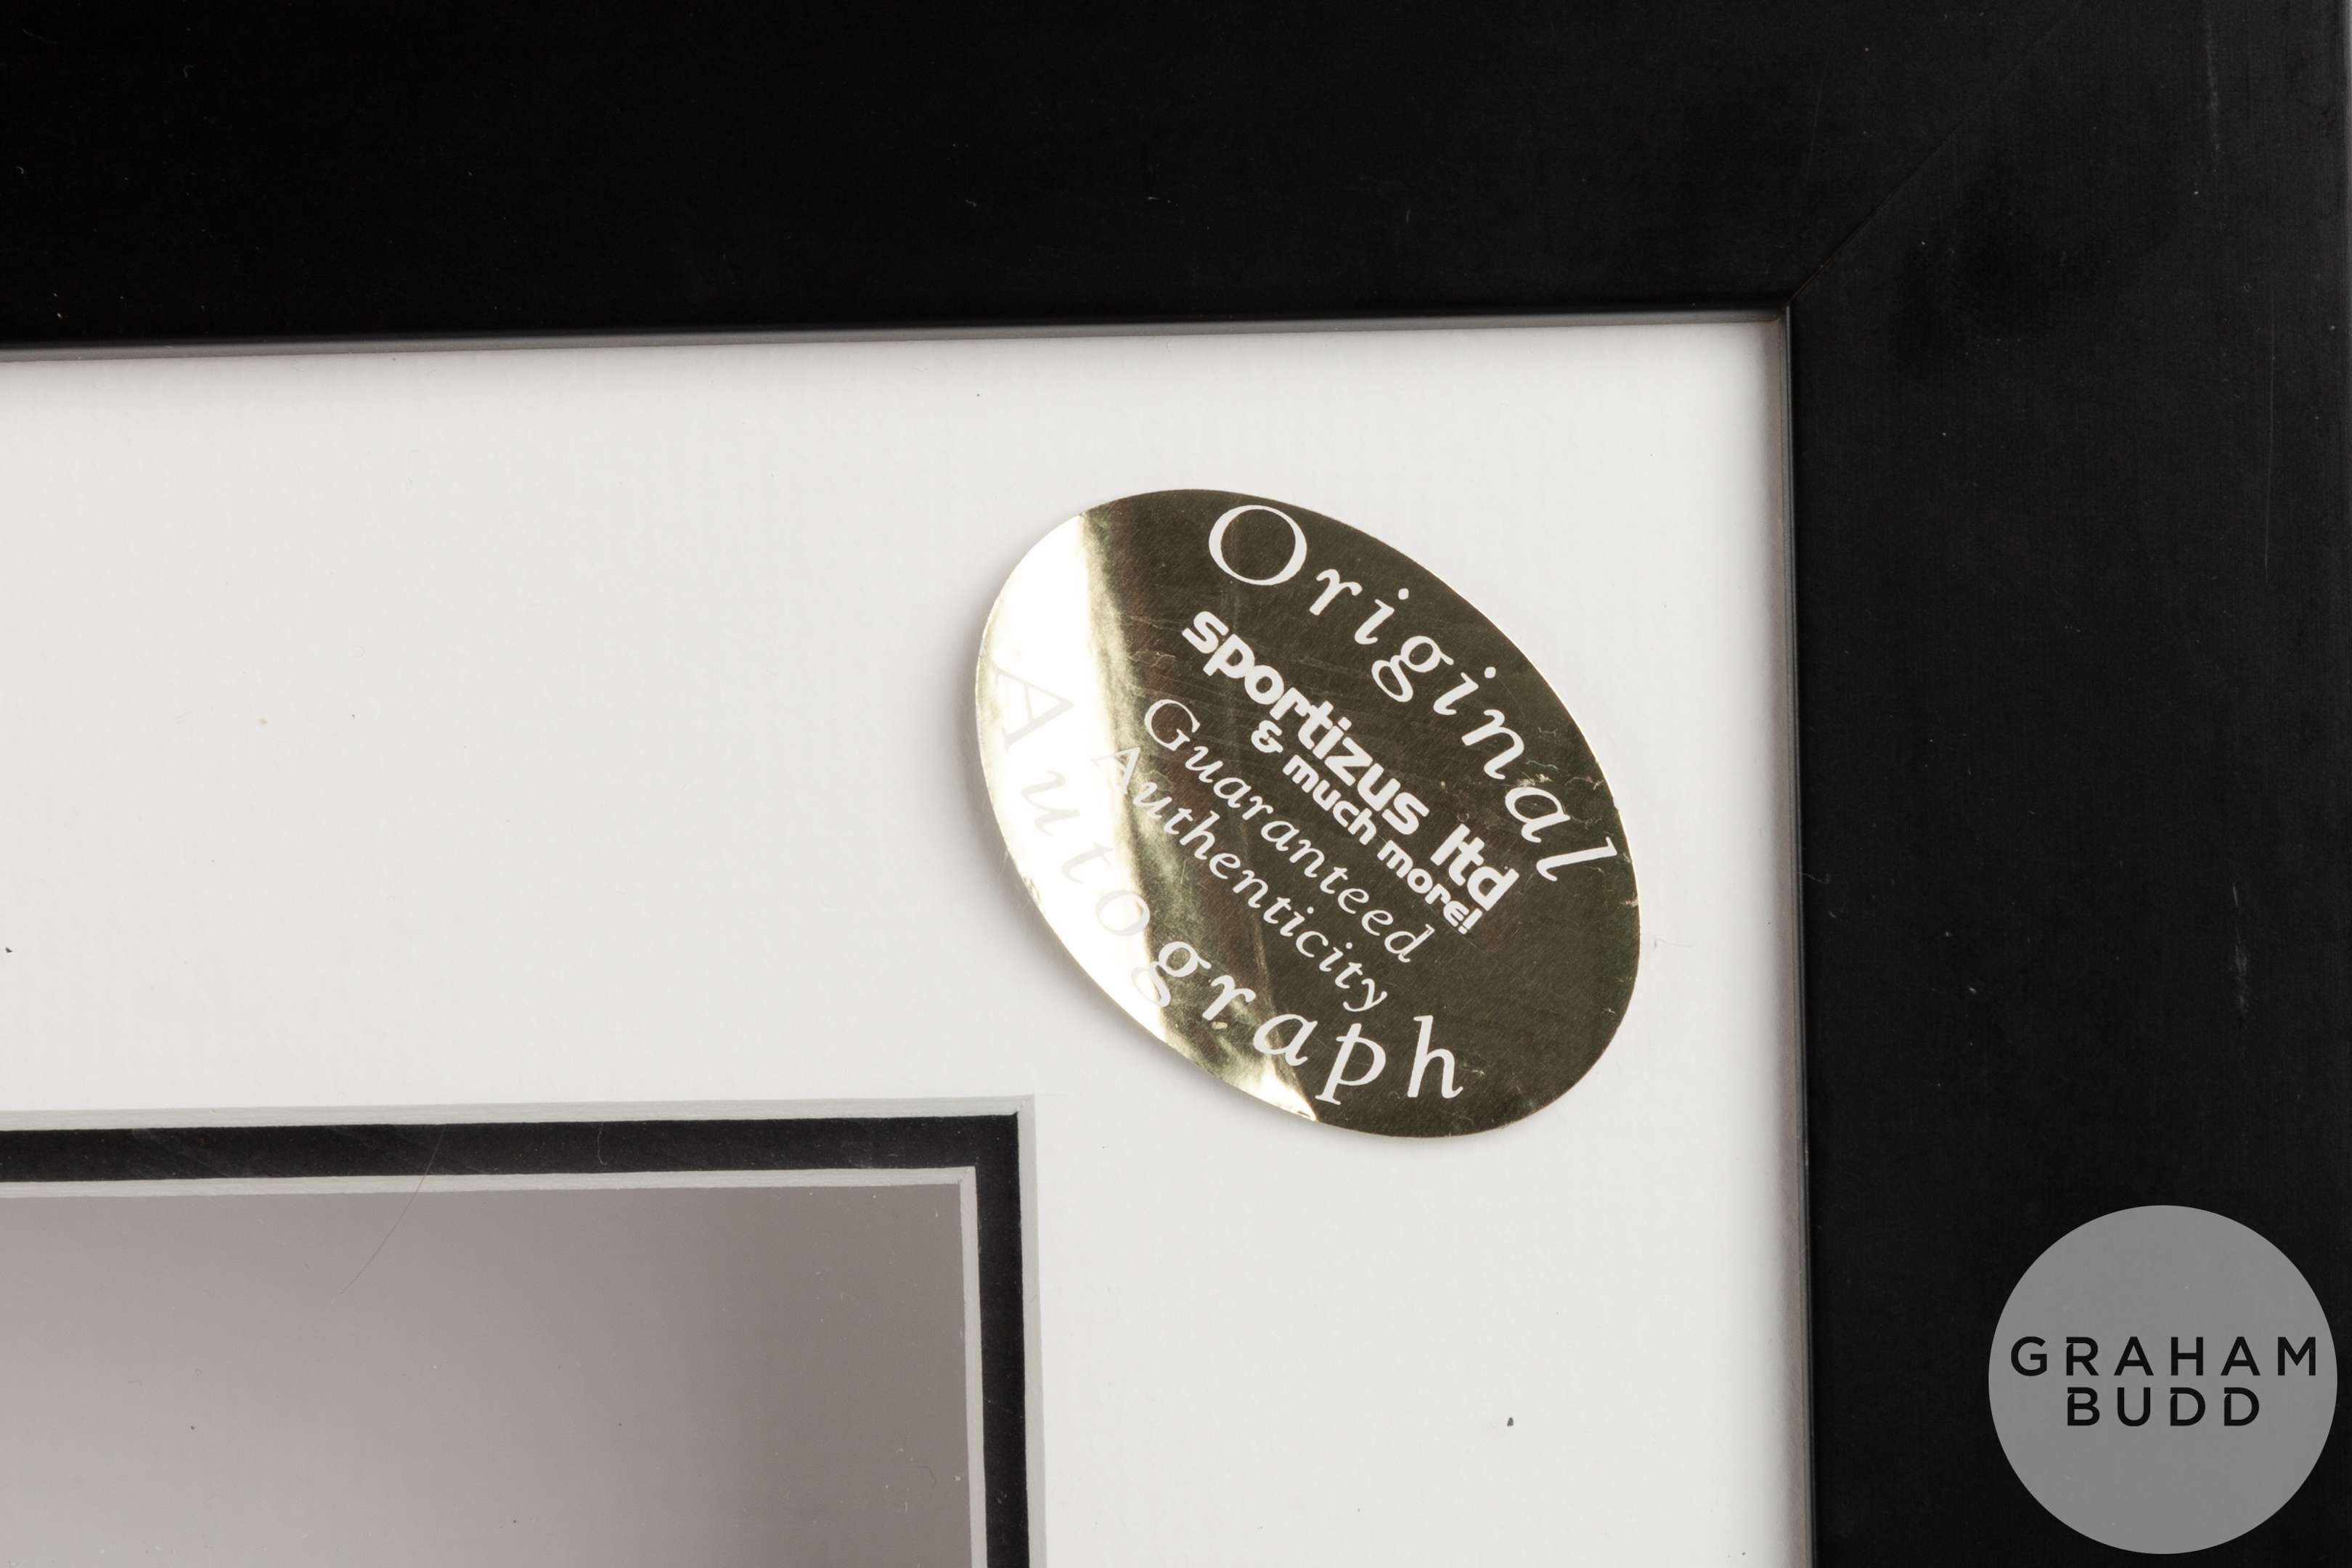 Original
sportizus ltd
& much more!
Guaranteed
Authenticity
Autograph
GRAHAM
BUDD